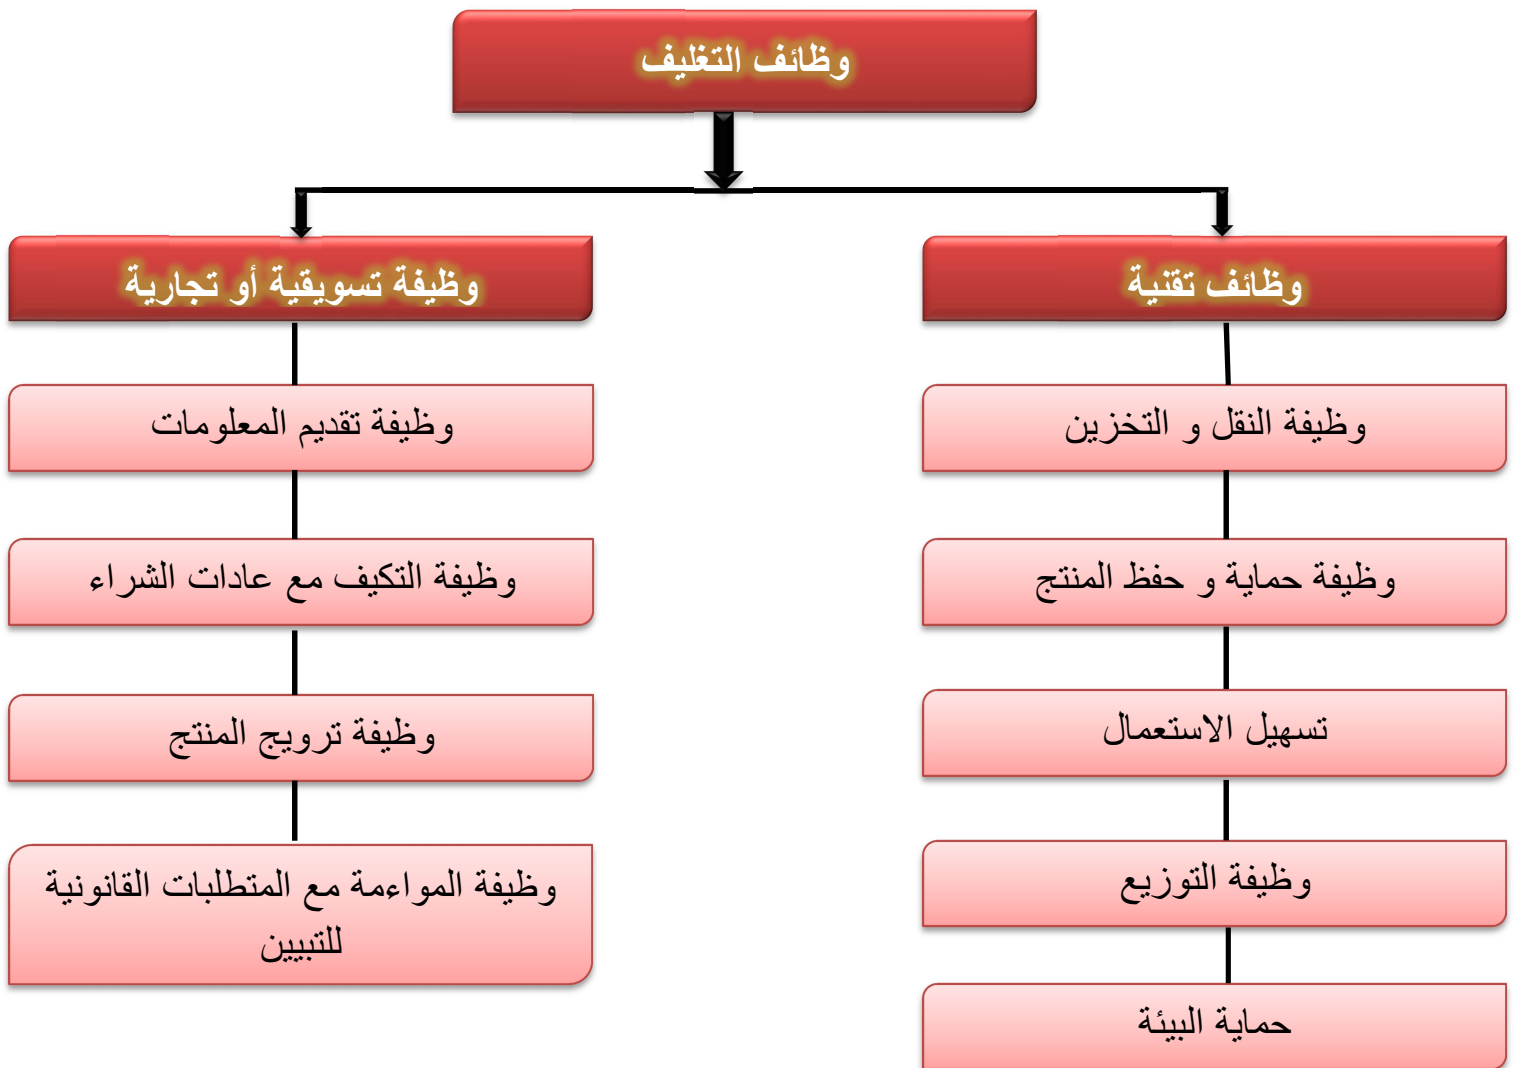 وظائف التغليف
وظائف تقنية
وظيفة النقل و التخزين
وظيفة حماية و حفظ المنتج
تسهيل الاستعمال
وظيفة التوزيع
حماية البيئة
وظيفة تسويقية أو تجارية
وظيفة تقديم المعلومات
وظيفة التكيف مع عادات الشراء
وظيفة ترويج المنتج
وظيفة المواءمة مع المتطلبات القانونية
للتبيين